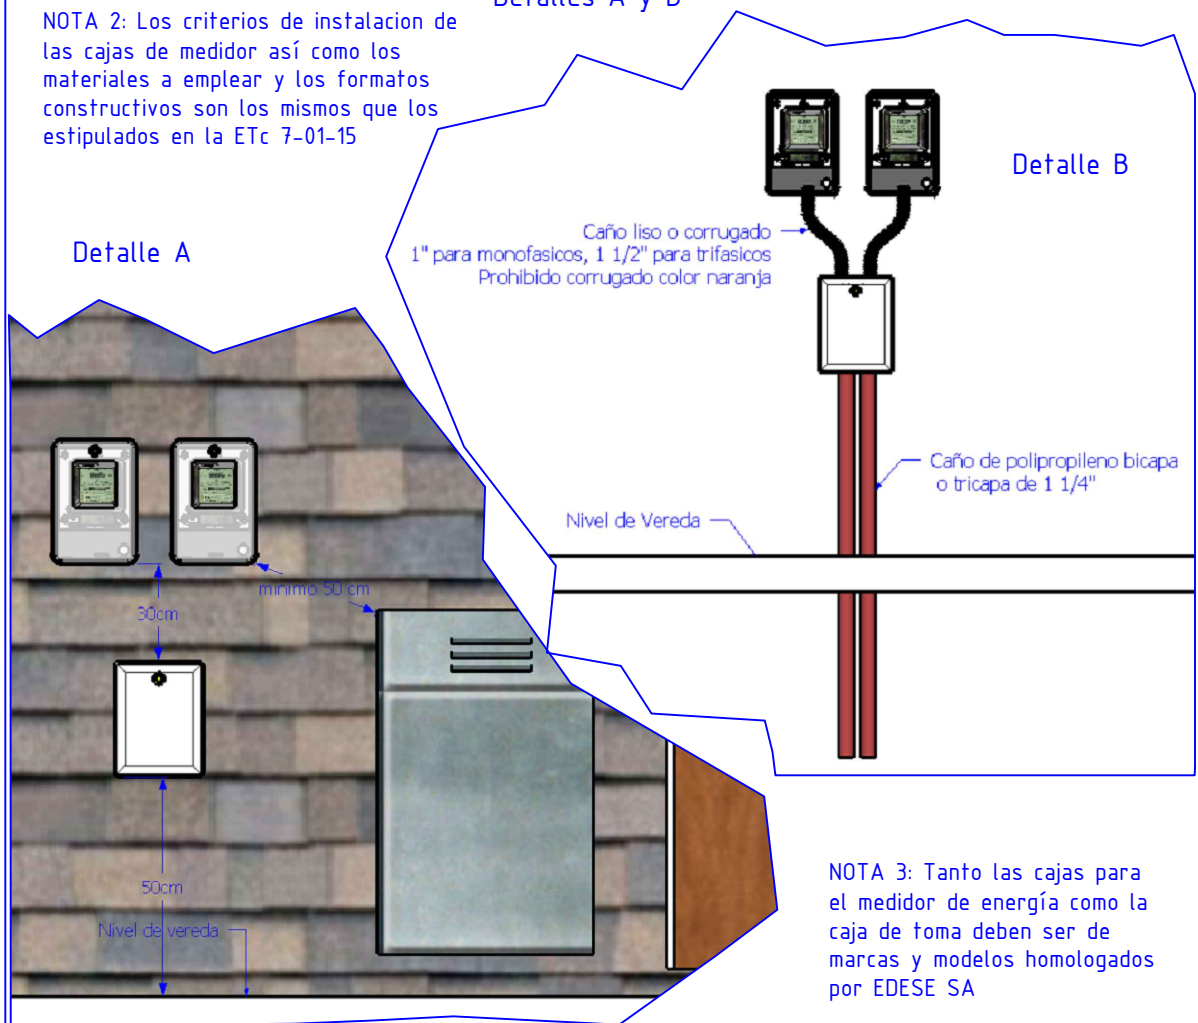 Detalles A y B
NOTA 2: Los criterios de instalacion de
las cajas de medidor así como los
materiales a emplear y los formatos
constructivos son los mismos que los
estipulados en la ETc 7-01-15
Detalle B
Caño liso o corrugado
1" para monofasicos, 1 1/2" para trifasicos
Prohibido corrugado color naranja
Detalle A
Caño de polipropileno bicapa
o tricapa de 1 1/4"
Nivel de Vereda
minimo 50 cm
30cm
50cm
Nivel de vereda
NOTA 3: Tanto las cajas para
el medidor de energía como la
caja de toma deben ser de
marcas y modelos homologados
por EDESE SA